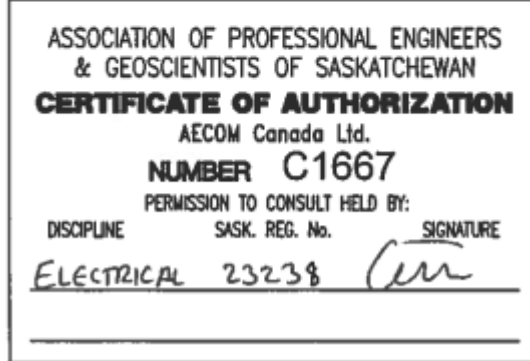 ASSOCIATION OF PROFESSIONAL ENGINEERS
& GEOSCIENTISTS OF SASKATCHEWAN
CERTIFICATE OF AUTHORIZATION
AECOM Canada Ltd.
NUMBER C1667
PERMISSION TO CONSULT HELD BY:
DISCIPLINE SASK. REG. No. SIGNATURE
ELECTRICAL 23238